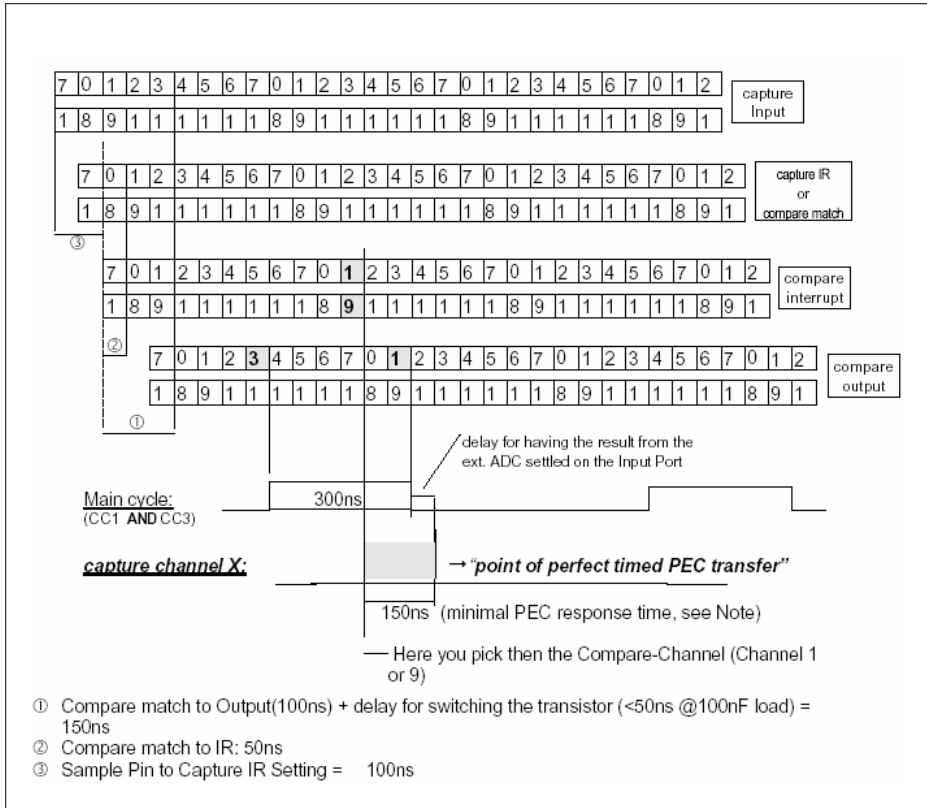 7 0 1 2 3 4 5 6 7 0 1 2 3 4 5 6 7 0 1 2 3 4 5 6 7 0 1 2
1 8 9 1 1 1 1 1 1 8 9 1 1 1 1 1 1 8 9 1 1 1 1 1 1 8 9 1
capture
Input
7 0 1 2 3 4 5 6 7 0 1 2 3 4 5 6 7 0 1 2 3 4 5 6 7 0 1 2
1 8 9 1 1 1 1 1 1 8 9 1 1 1 1 1 1 8 9 1 1 1 1 1 1 8 9 1
capture IR
or
compare match
③
7 0 1 2 3 4 5 6 7 0 1 2 3 4 5 6 7 0 1 2 3 4 5 6 7 0 1 2
1 8 9 1 1 1 1 1 1 8 9 1 1 1 1 1 1 8 9 1 1 1 1 1 1 8 9 1
compare
interrupt
②
7 0 1 2 3 4 5 6 7 0 1 2 3 4 5 6 7 0 1 2 3 4 5 6 7 0 1 2
1 8 9 1 1 1 1 1 1 8 9 1 1 1 1 1 1 8 9 1 1 1 1 1 1 8 9 1
compare
output
①
delay for having the result from the
ext. ADC settled on the Input Port
Main cycle:
(CC1 AND CC3)
300ns
capture channel X:
→ "point of perfect timed PEC transfer"
150ns (minimal PEC response time, see Note)
Here you pick then the Compare-Channel (Channel 1
or 9)
① Compare match to Output(100ns) + delay for switching the transistor (<50ns @100nF load) =
150ns
② Compare match to IR: 50ns
③ Sample Pin to Capture IR Setting = 100ns